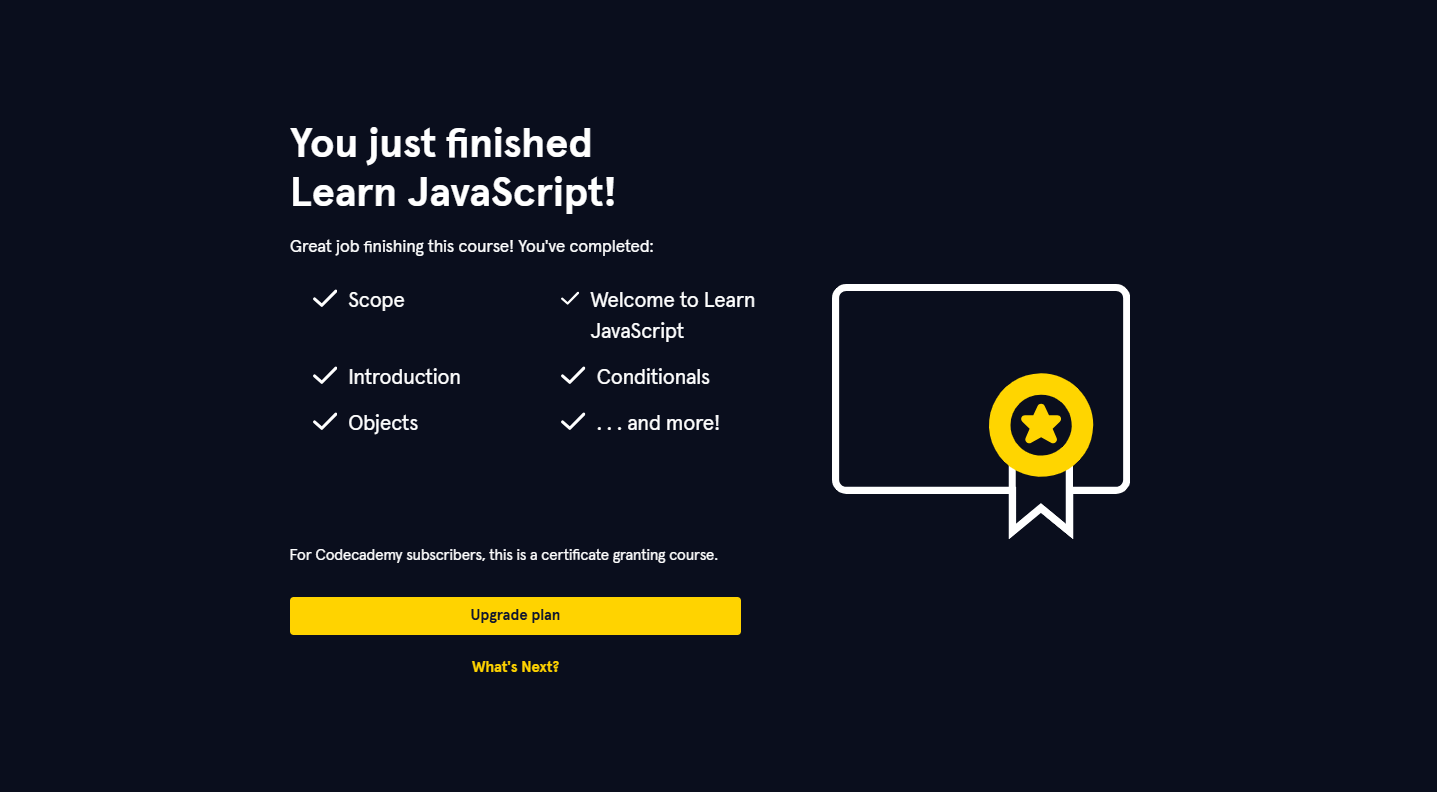 You just finished
Learn JavaScript!
Great job finishing this course! You've completed:
Scope
Welcome to Learn
JavaScript
Introduction
Conditionals
Objects
. . . and more!
For Codecademy subscribers, this is a certificate granting course.
Upgrade plan
What's Next?